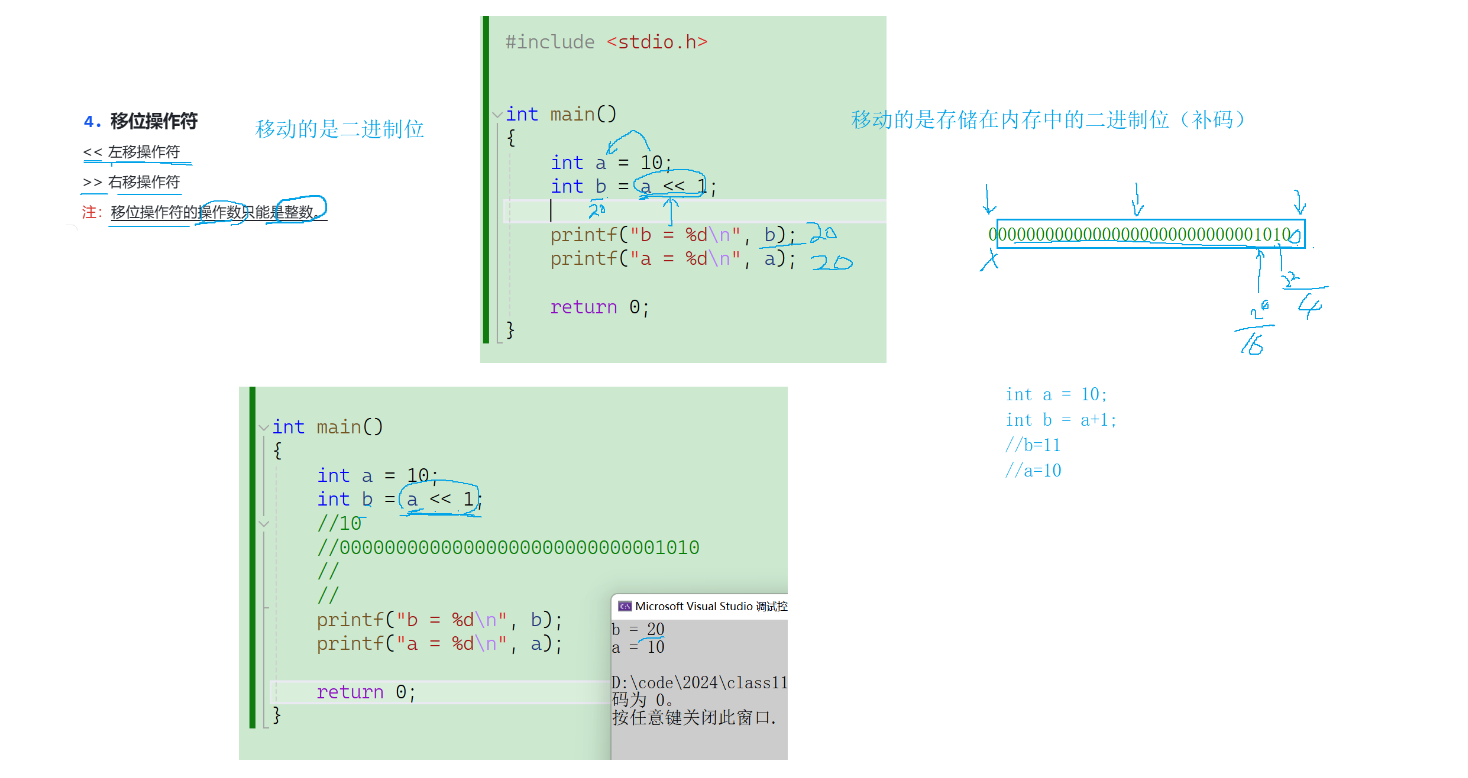 4. 移位操作符
<< 左移操作符
>> 右移操作符
注：移位操作符的操作数只能是整数。
移动的是二进制位
#include <stdio.h>
int main()
{
int a = 10;
int b = a << 1;
20
printf("b = %d\n", b); 20
printf("a = %d\n", a); 20
return 0;
}
移动的是存储在内存中的二进制位（补码）
000000000000000000000000000010100
X
2²
4
16
int a = 10;
int b = a+1;
//b=11
//a=10
int main()
{
int a = 10;
int b = a << 1;
//10
//00000000000000000000000000001010
//
//
printf("b = %d\n", b);
printf("a = %d\n", a);
return 0;
}
Microsoft Visual Studio 调试控
b = 20
a = 10
D:\code\2024\class11
码为 0。
按任意键关闭此窗口.